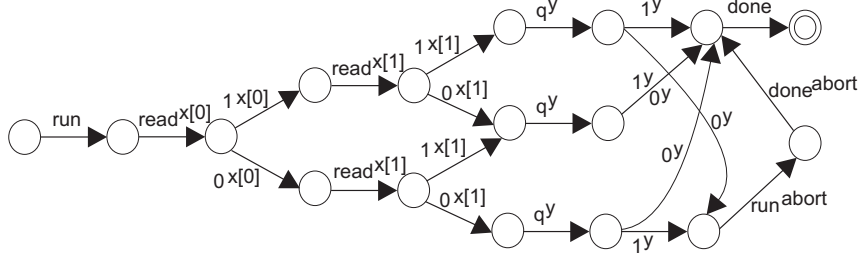 run
read^x[0]
1^x[0]
0^x[0]
read^x[1]
read^x[1]
1^x[1]
0^x[1]
1^x[1]
0^x[1]
q^y
q^y
q^y
1^y
1^y
0^y
0^y
0^y
1^y
done
done^abort
run^abort